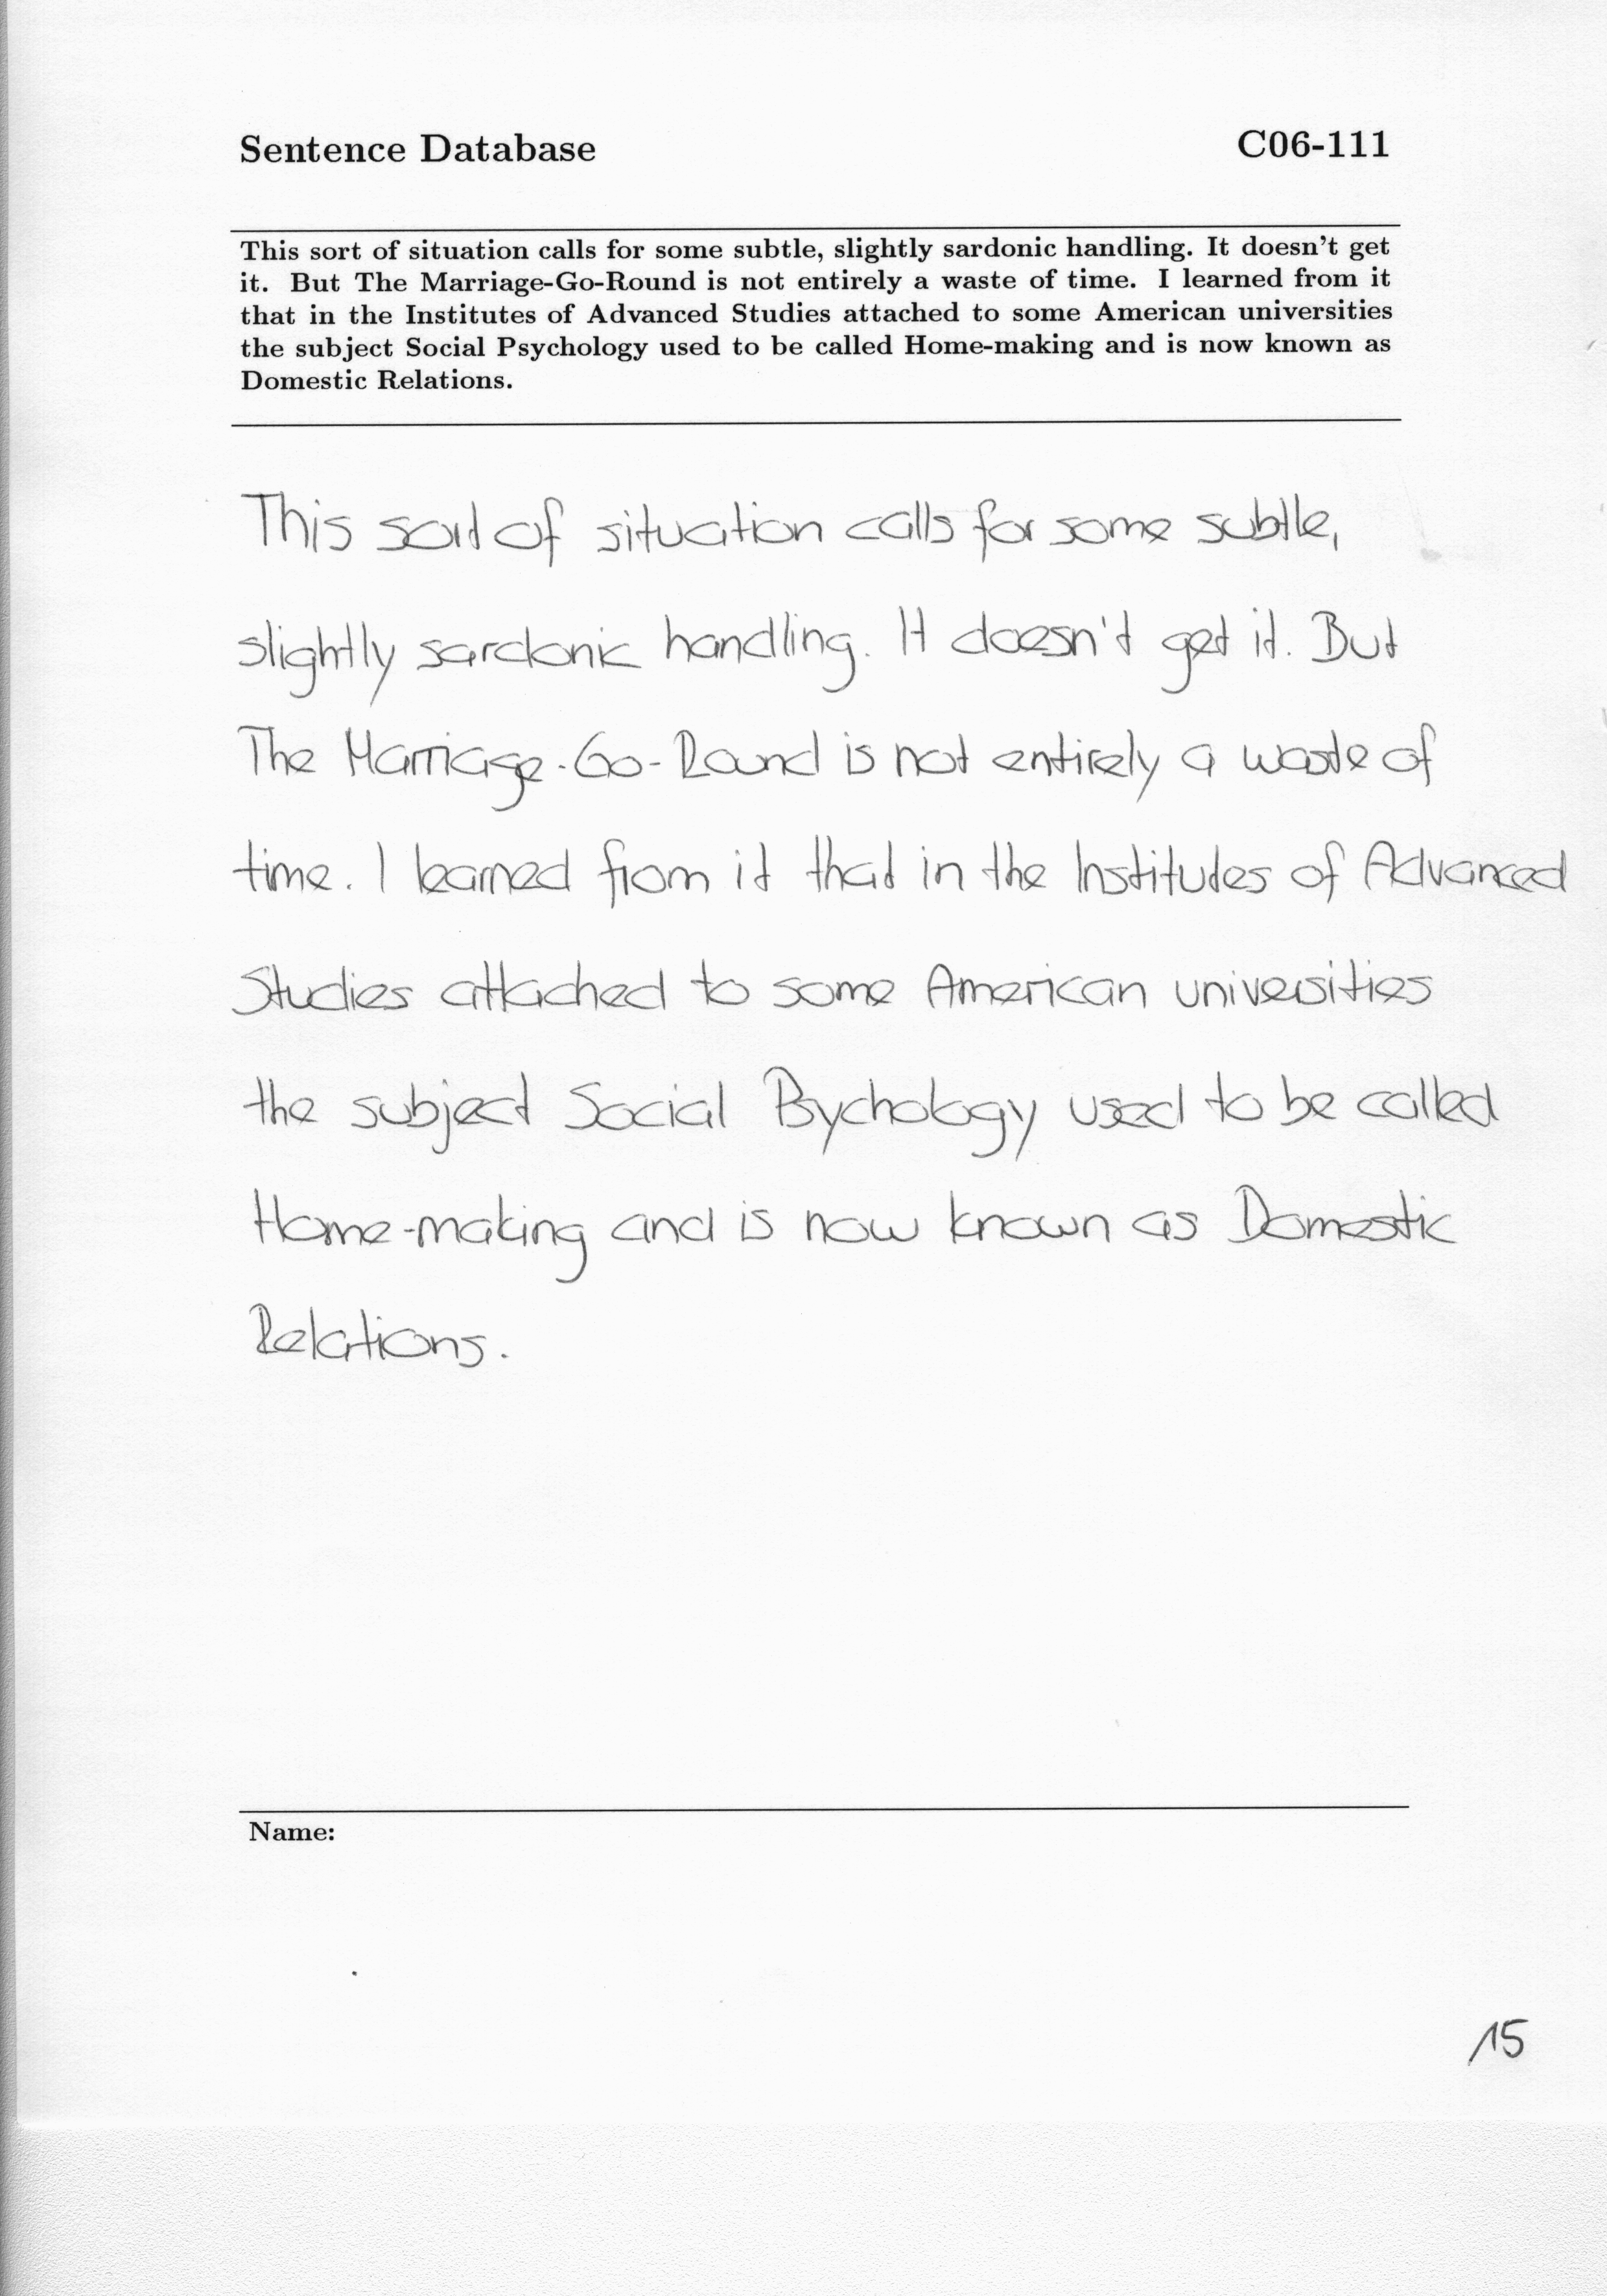 Sentence Database C06-111
This sort of situation calls for some subtle, slightly sardonic handling. It doesn't get
it. But The Marriage-Go-Round is not entirely a waste of time. I learned from it
that in the Institutes of Advanced Studies attached to some American universities
the subject Social Psychology used to be called Home-making and is now known as
Domestic Relations.
This sort of situation calls for some subtle,
slightly sardonic handling. It doesn't get it. But
The Marriage-Go-Round is not entirely a waste of
time. I learned from it that in the Institutes of Advanced
Studies attached to some American universities
the subject Social Psychology used to be called
Home-making and is now known as Domestic
Relations.
Name:
15